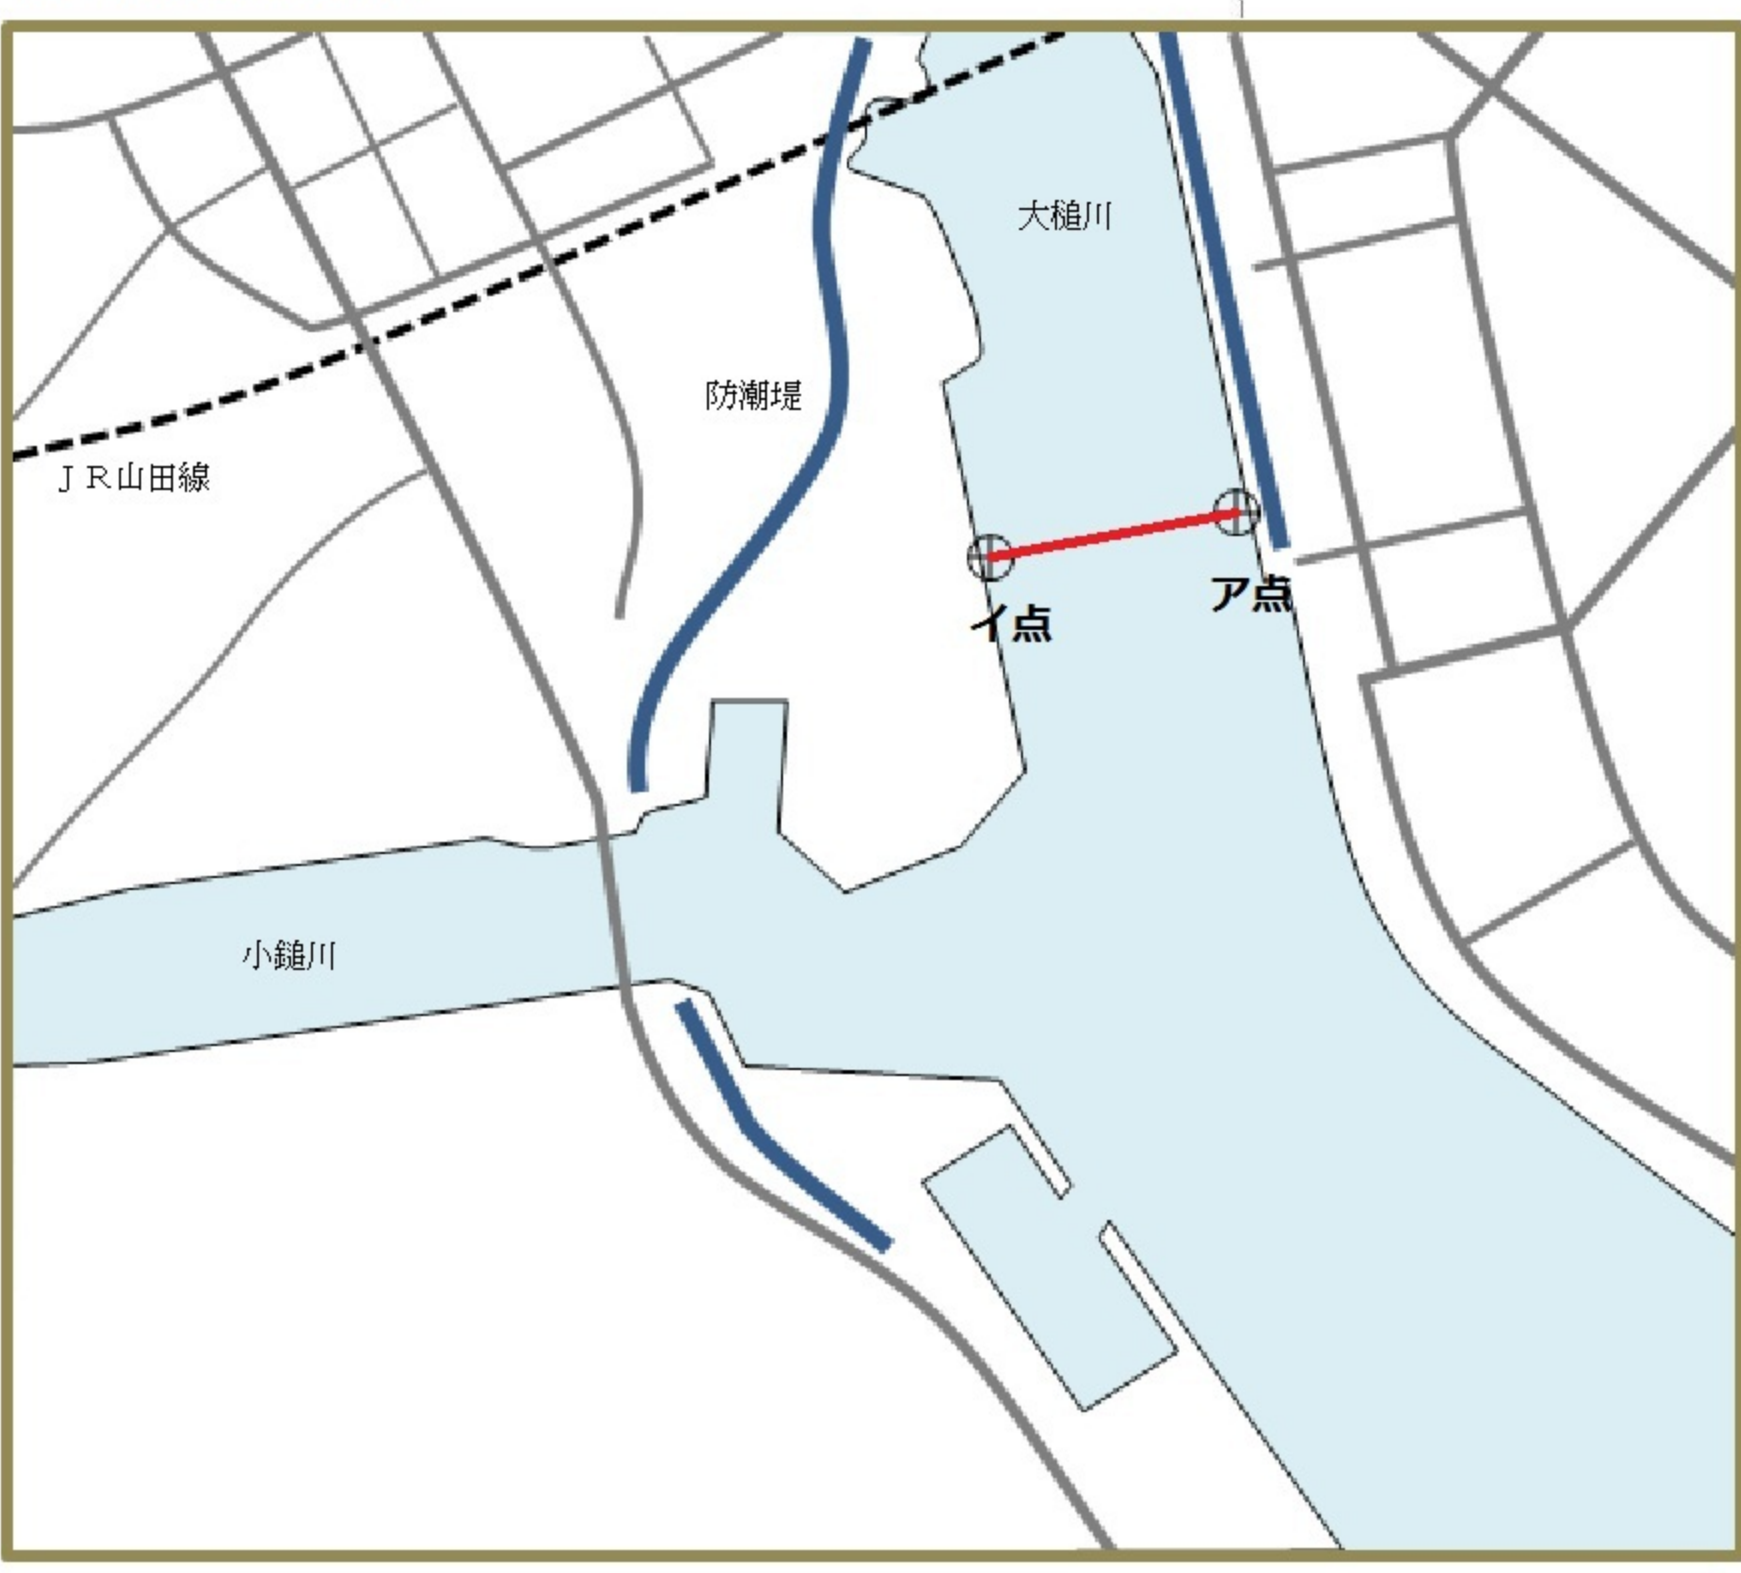 大槌川
防潮堤
ＪＲ山田線
ア点
イ点
小鎚川